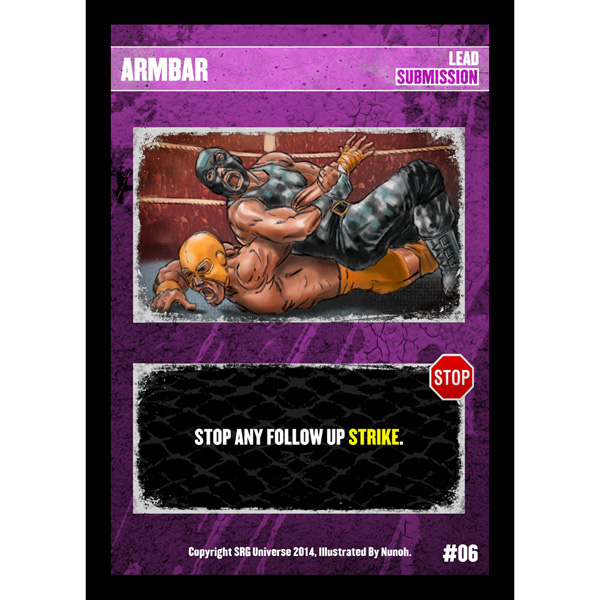 ARMBAR
LEAD
SUBMISSION
STOP
STOP ANY FOLLOW UP STRIKE.
Copyright SRG Universe 2014, Illustrated By Nunoh.
#06